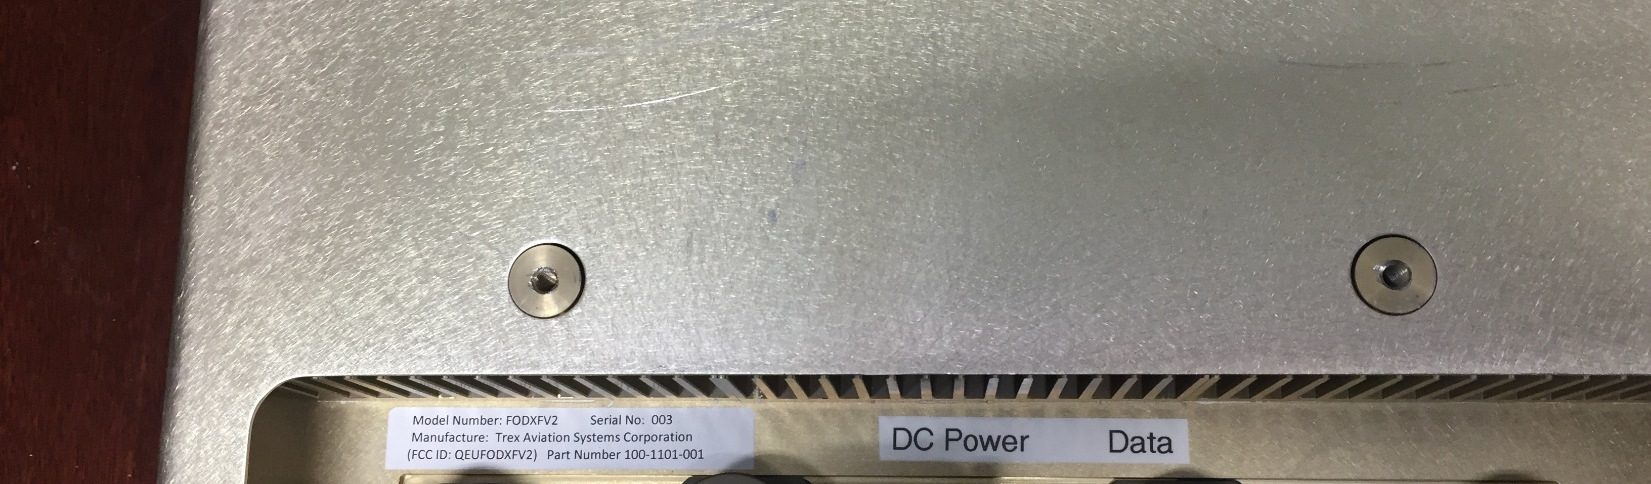 Model Number: FODXFV2 Serial No: 003
Manufacture: Trex Aviation Systems Corporation
(FCC ID: QEUFODXFV2) Part Number 100-1101-001
DC Power Data